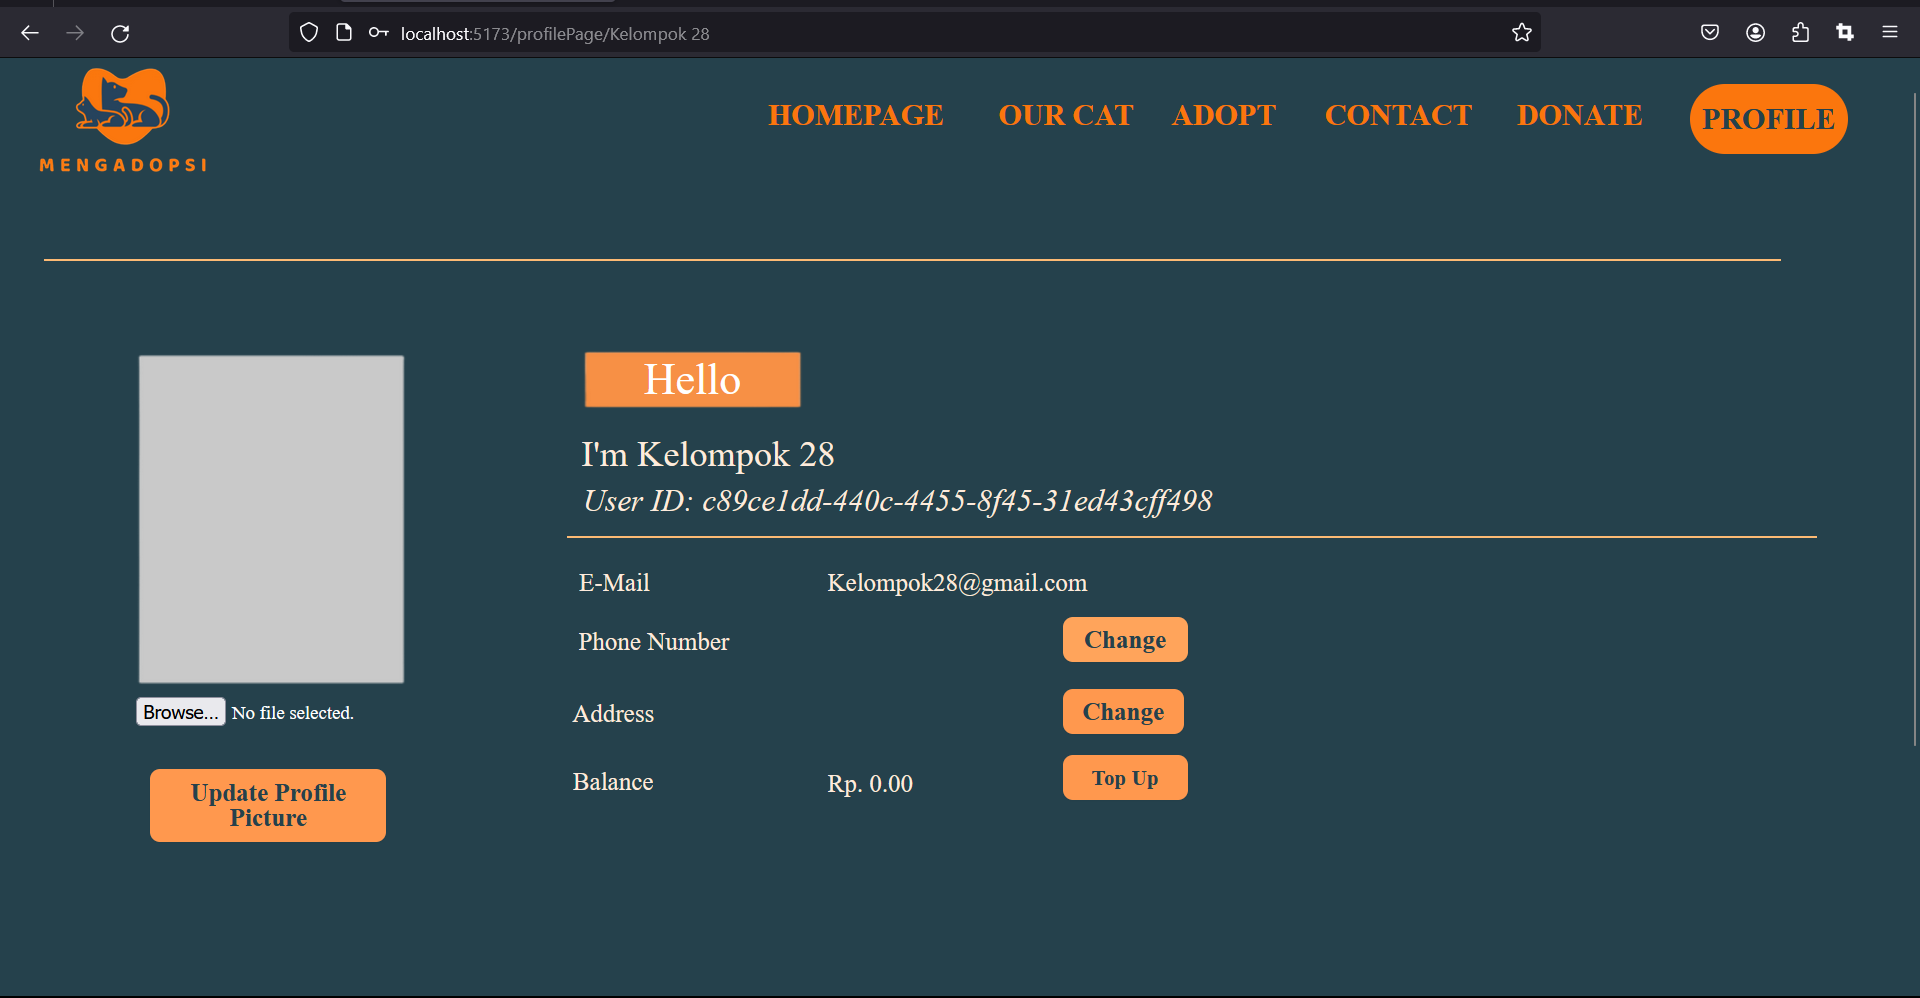 localhost:5173/profilePage/Kelompok 28
MENGADOPSI
HOMEPAGE OUR CAT ADOPT CONTACT DONATE PROFILE
Hello
I'm Kelompok 28
User ID: c89ce1dd-440c-4455-8f45-31ed43cff498
E-Mail Kelompok28@gmail.com
Phone Number Change
Browse... No file selected.
Address Change
Balance Rp. 0.00 Top Up
Update Profile
Picture